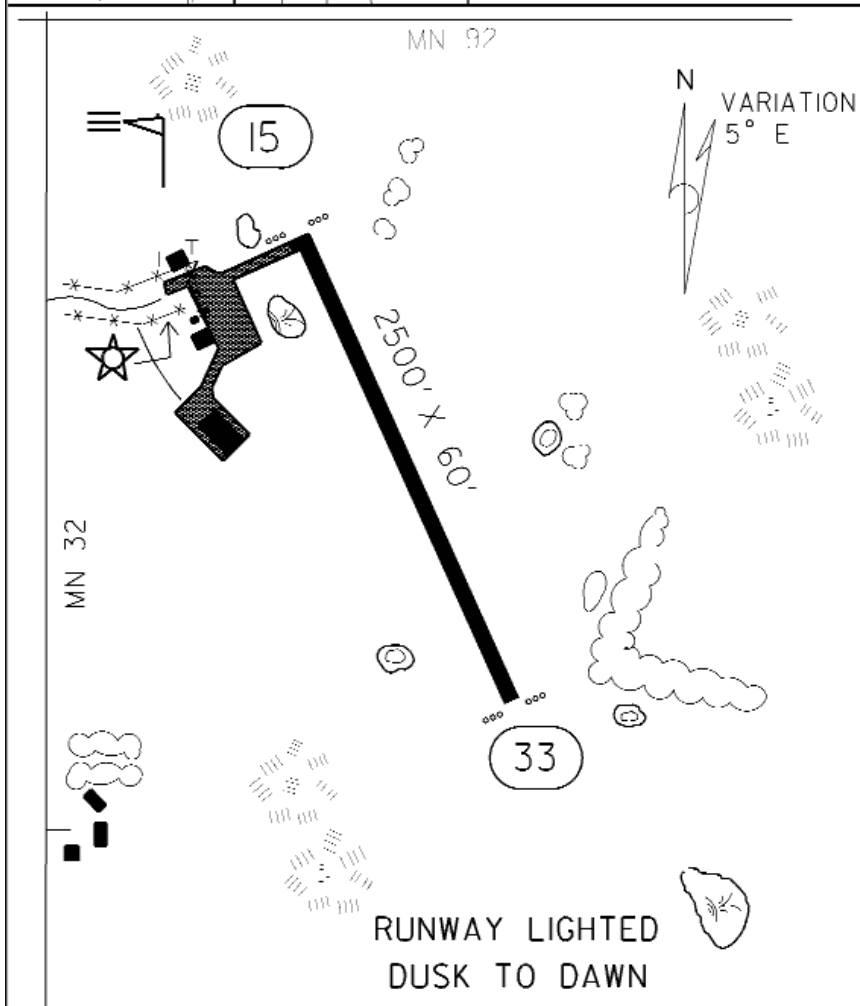 MN 92
15
N
VARIATION
5° E
T
2500' X 60'
MN 32
33
RUNWAY LIGHTED
DUSK TO DAWN